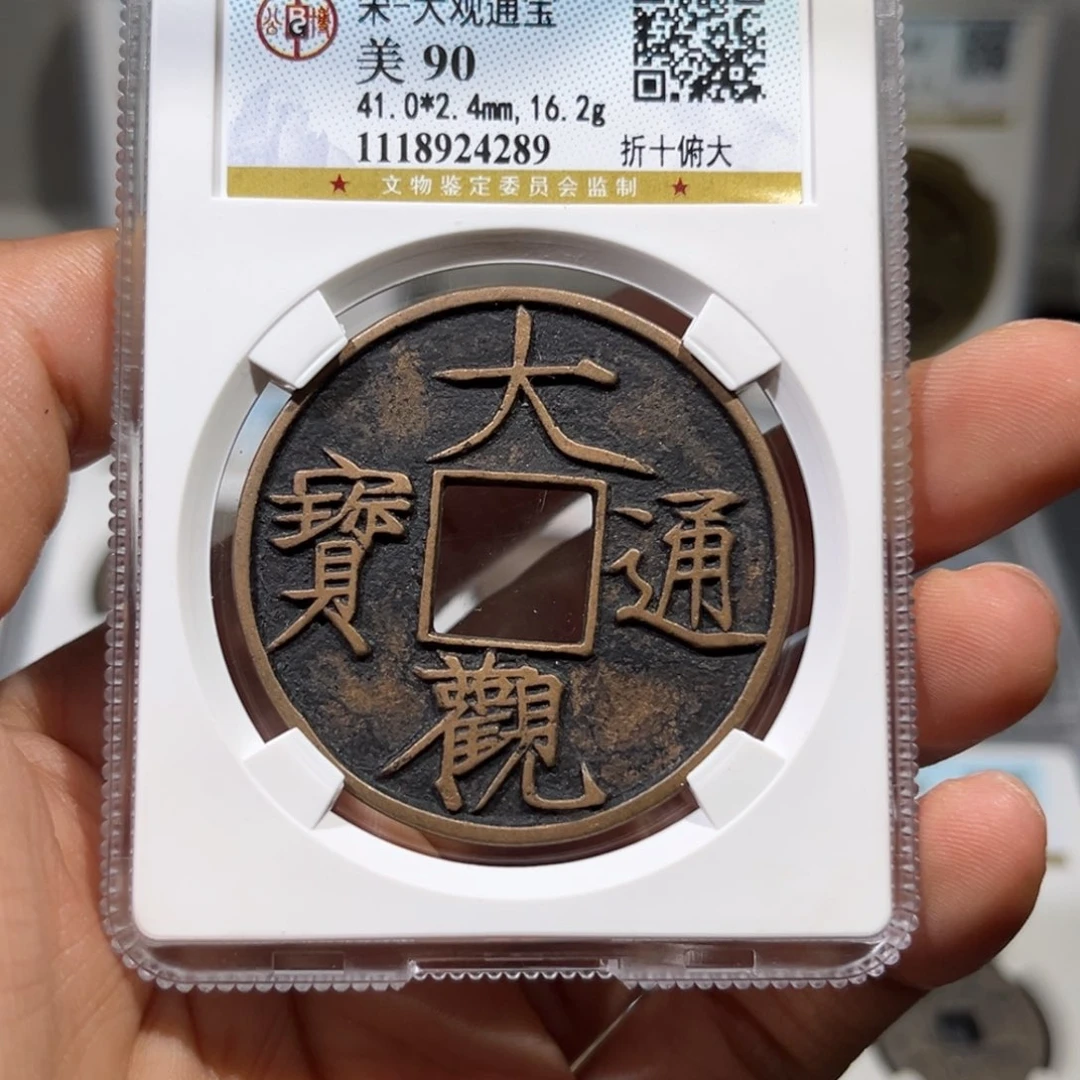 宋-大观通宝
美 90
41.0*2.4mm,16.2g
1118924289 折十俯大
★ 文物鉴定委员会监制 ★
大
寶 通
觀